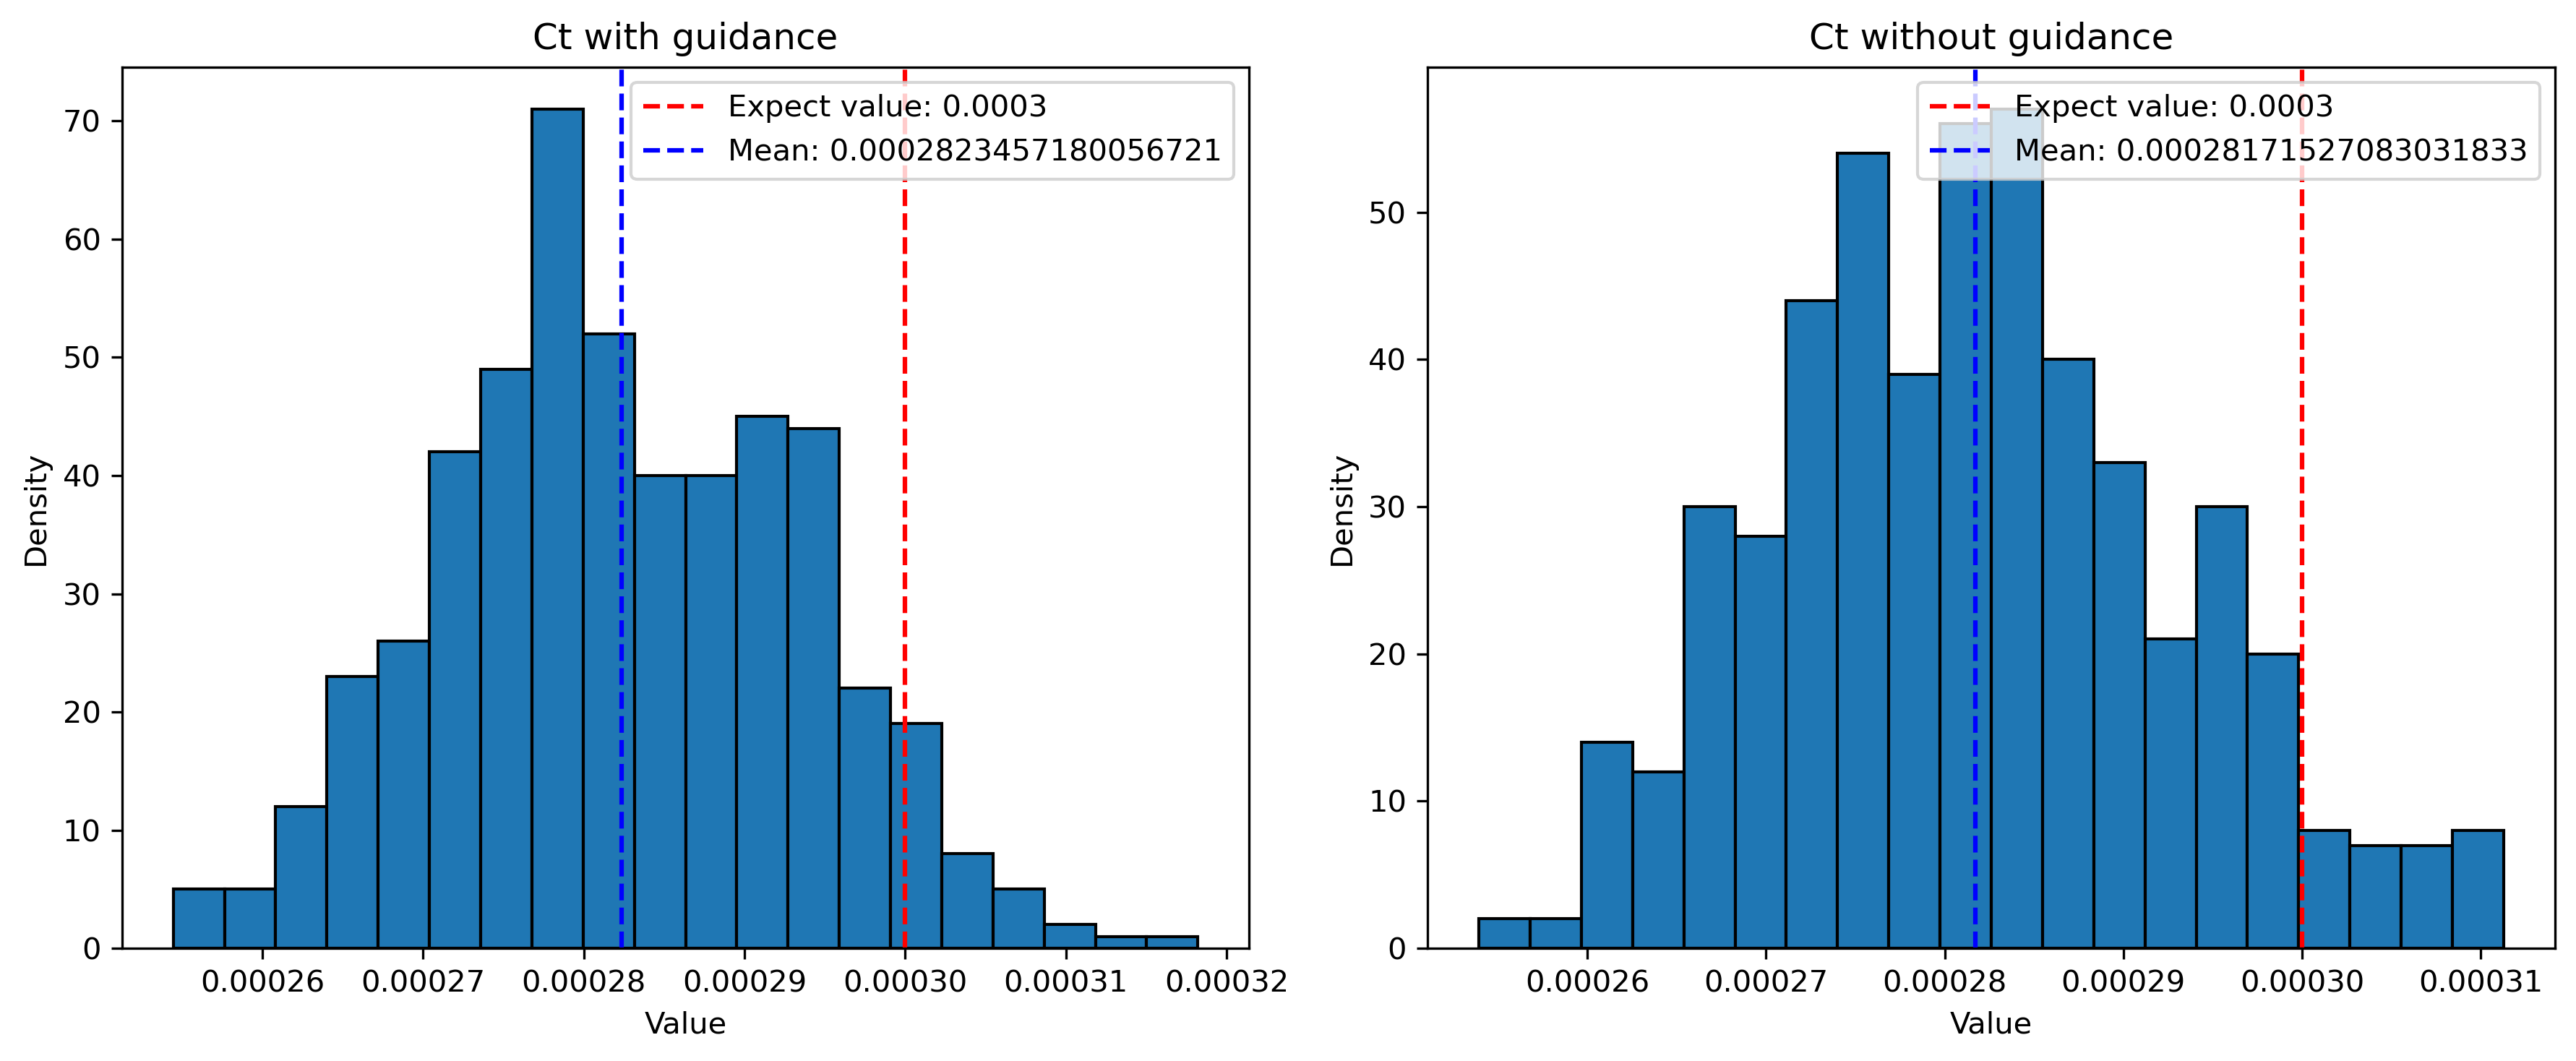 Ct with guidance
Expect value: 0.0003
Mean: 0.0002823457180056721
Density
70
60
50
40
30
20
10
0
0.00026 0.00027 0.00028 0.00029 0.00030 0.00031 0.00032
Value
Ct without guidance
Expect value: 0.0003
Mean: 0.00028171527083031833
Density
50
40
30
20
10
0
0.00026 0.00027 0.00028 0.00029 0.00030 0.00031
Value